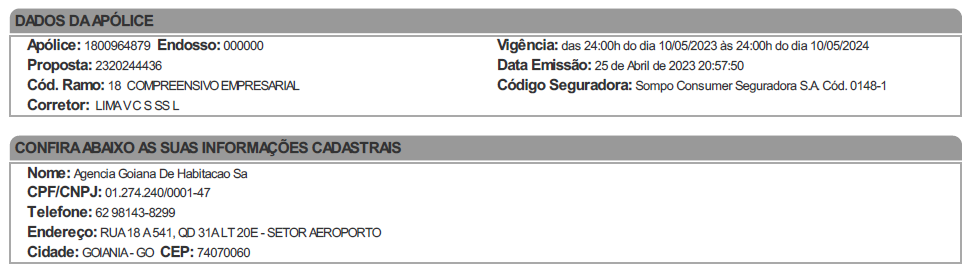 DADOS DA APÓLICE
Apólice: 1800964879 Endosso: 000000
Vigência: das 24:00h do dia 10/05/2023 às 24:00h do dia 10/05/2024
Proposta: 2320244436
Data Emissão: 25 de Abril de 2023 20:57:50
Cód. Ramo: 18 COMPREENSIVO EMPRESARIAL
Código Seguradora: Sompo Consumer Seguradora S.A. Cód. 0148-1
Corretor: LIMA V C S SS L
CONFIRA ABAIXO AS SUAS INFORMAÇÕES CADASTRAIS
Nome: Agencia Goiana De Habitacao Sa
CPF/CNPJ: 01.274.240/0001-47
Telefone: 62 98143-8299
Endereço: RUA 18 A 541, QD 31A LT 20E - SETOR AEROPORTO
Cidade: GOIANIA - GO CEP: 74070060